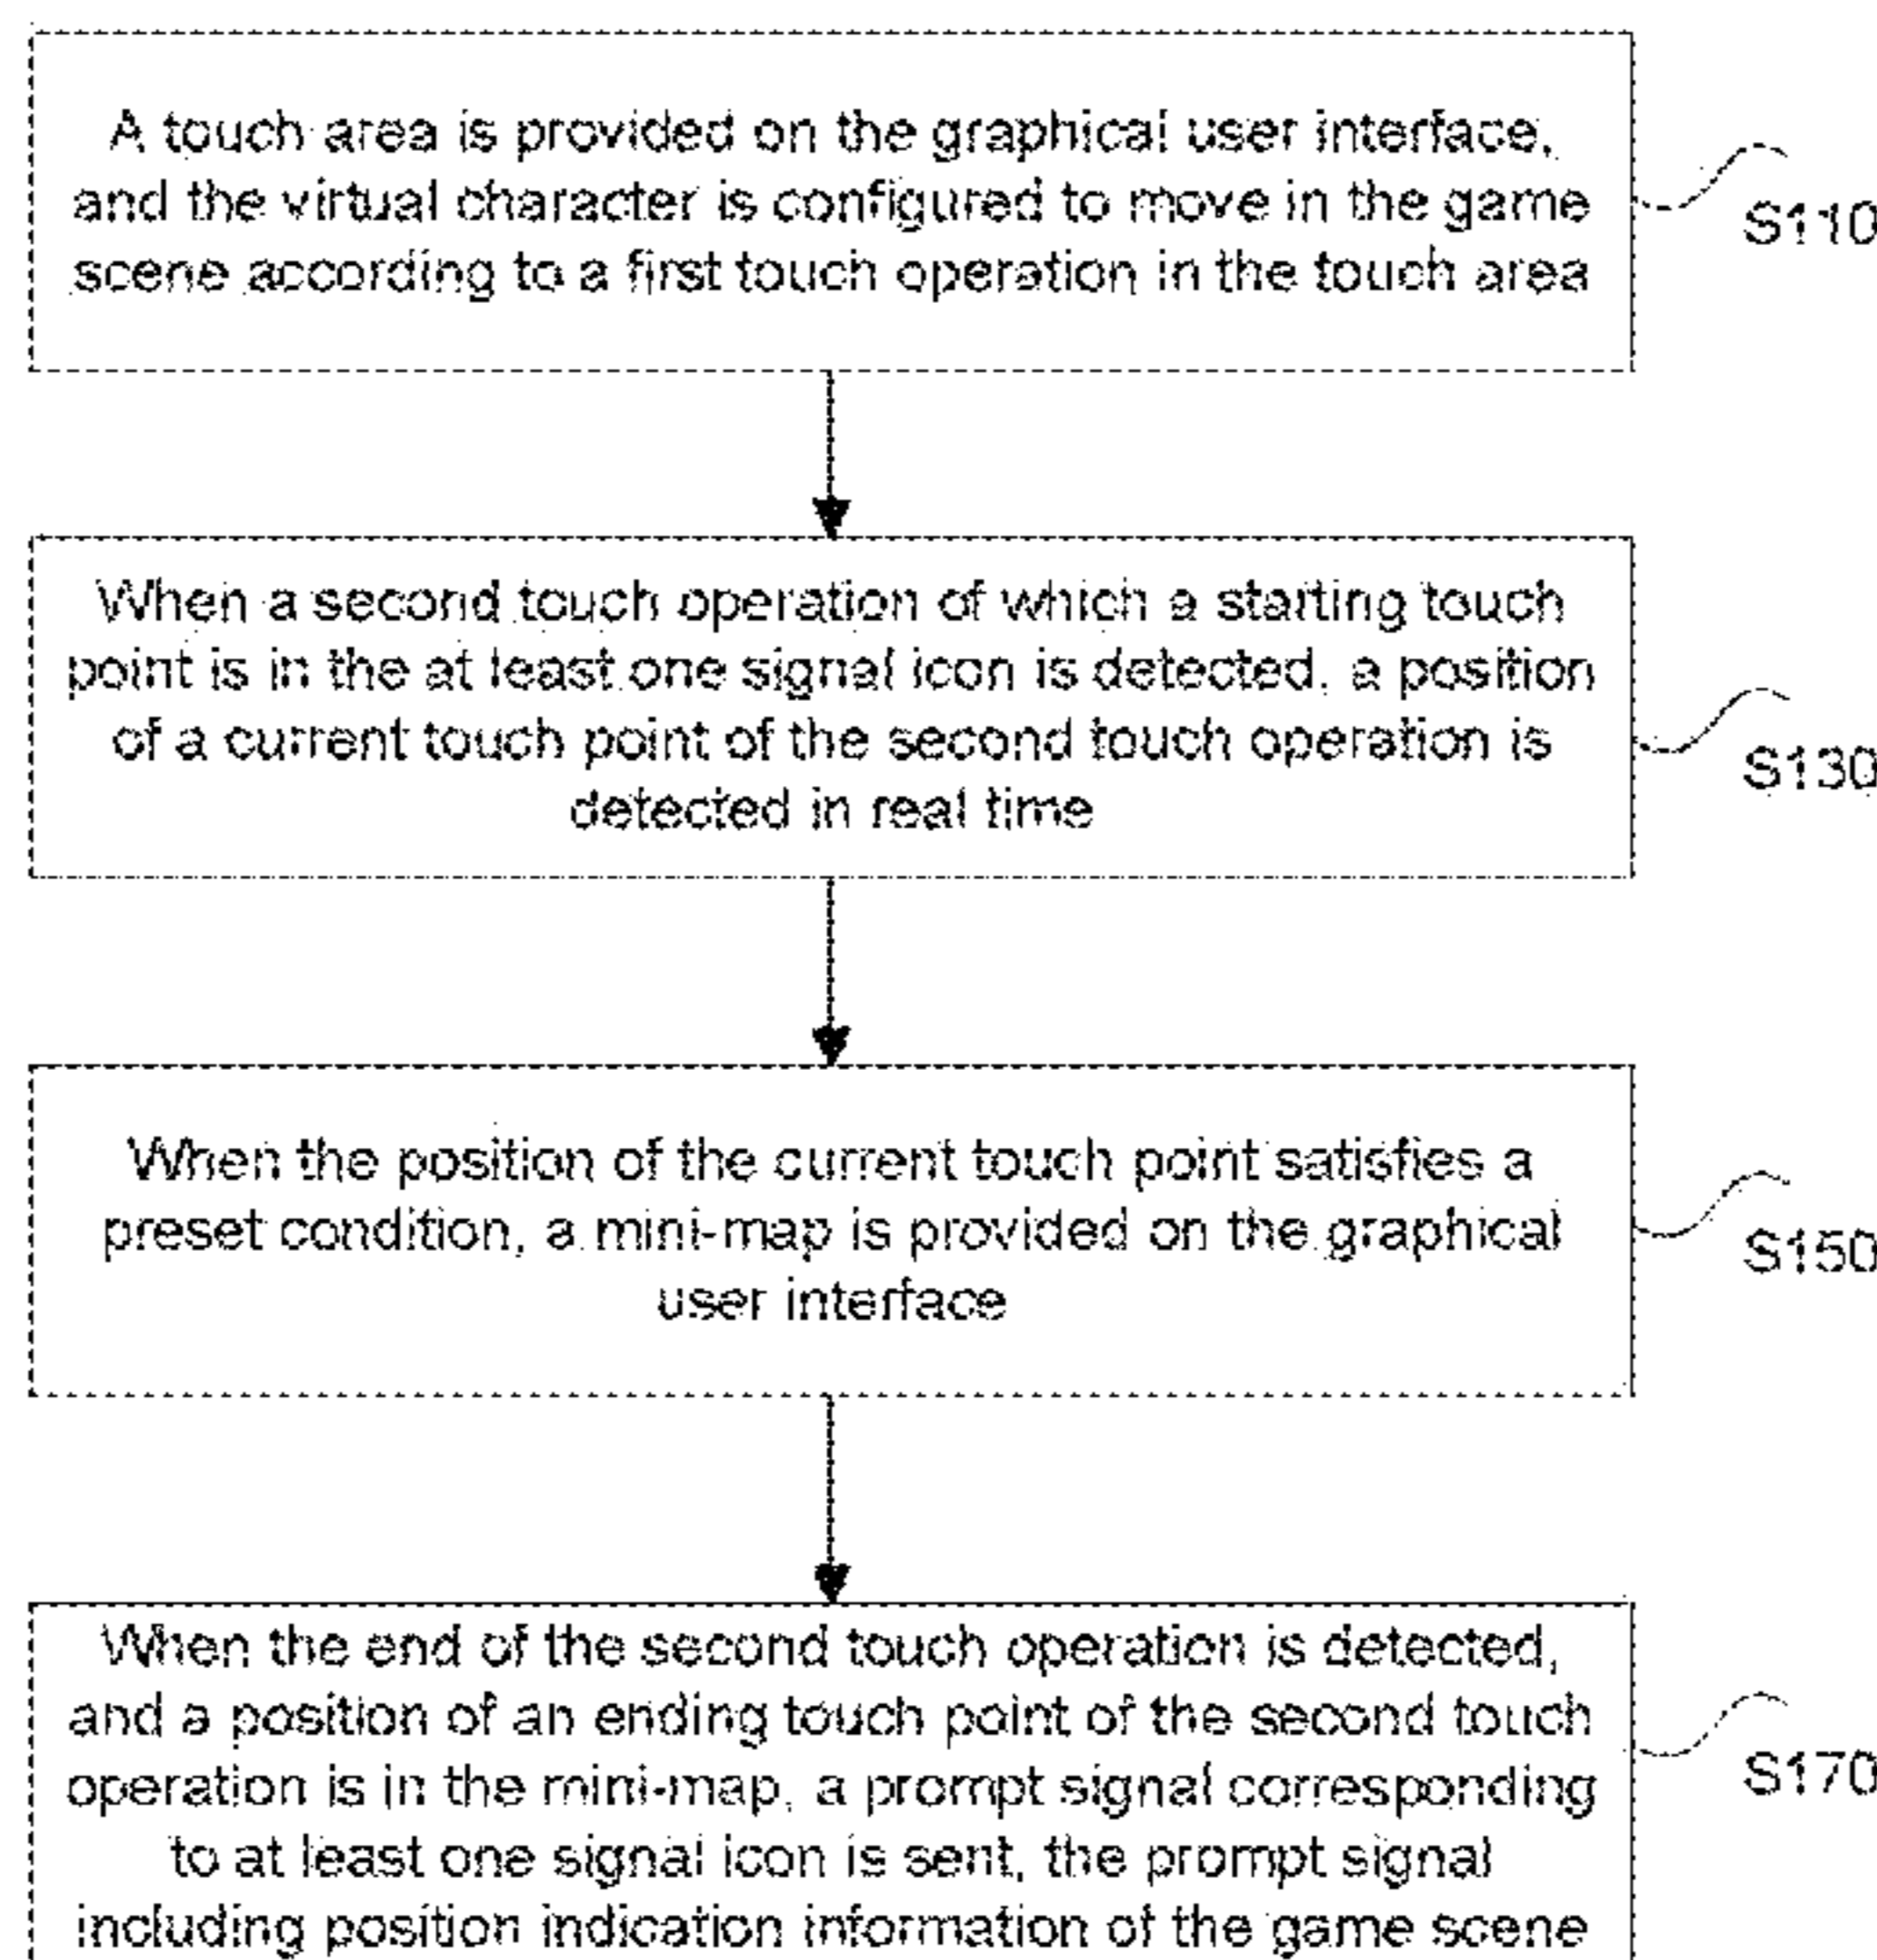 A touch area is provided on the graphical user interface,
and the virtual character is configured to move in the game
scene according to a first touch operation in the touch area
S110
When a second touch operation of which a starting touch
point is in the at least one signal icon is detected, a position
of a current touch point of the second touch operation is
detected in real time
S130
When the position of the current touch point satisfies a
preset condition, a mini-map is provided on the graphical
user interface
S150
When the end of the second touch operation is detected,
and a position of an ending touch point of the second touch
operation is in the mini-map, a prompt signal corresponding
to at least one signal icon is sent, the prompt signal
including position indication information of the game scene
S170